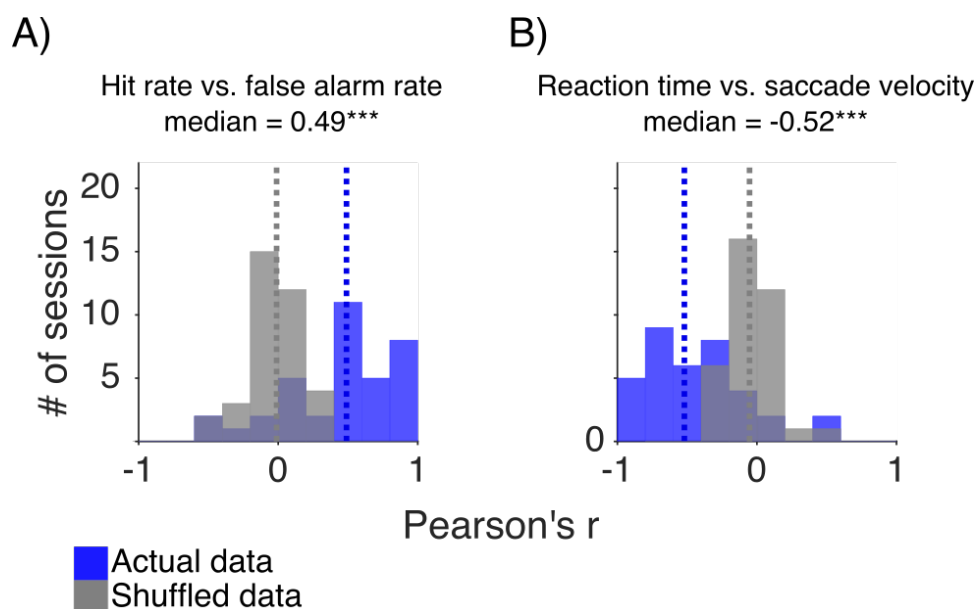 A)
Hit rate vs. false alarm rate
median = 0.49***
# of sessions
20
15
10
5
-1
0
1
B)
Reaction time vs. saccade velocity
median = -0.52***
0
-1
0
1
Pearson's r
Actual data
Shuffled data